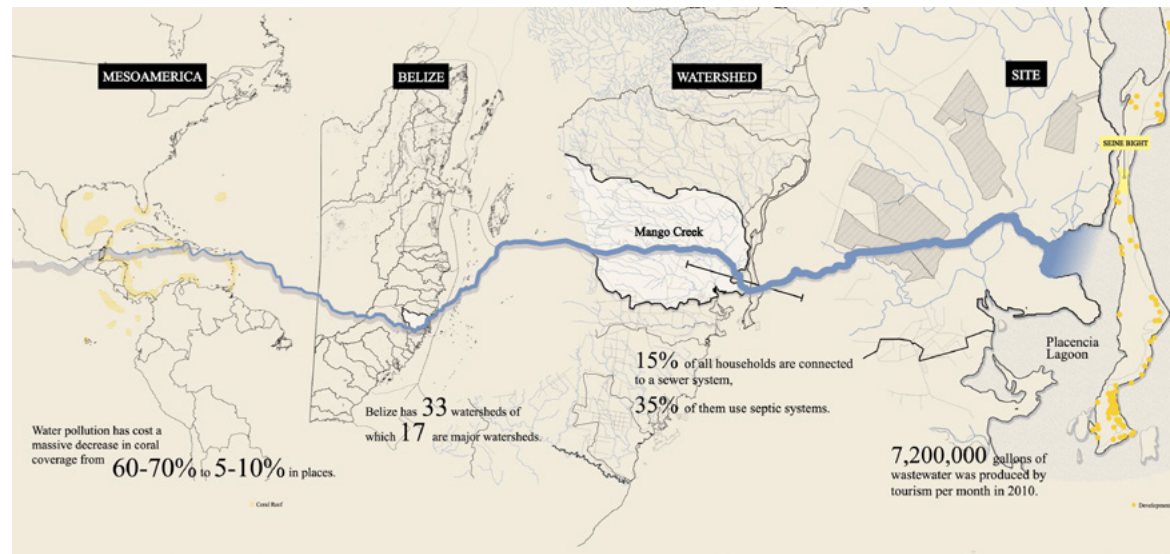 MESOAMERICA
BELIZE
WATERSHED
SITE
SEINE RIGHT
Mango Creek
Placencia
Lagoon
15% of all households are connected
to a sewer system,
35% of them use septic systems.
Belize has 33 watersheds of
which 17 are major watersheds.
Water pollution has cost a
massive decrease in coral
coverage from 60-70% to 5-10% in places.
7,200,000 gallons of
wastewater was produced by
tourism per month in 2010.
Coral Reef
Development